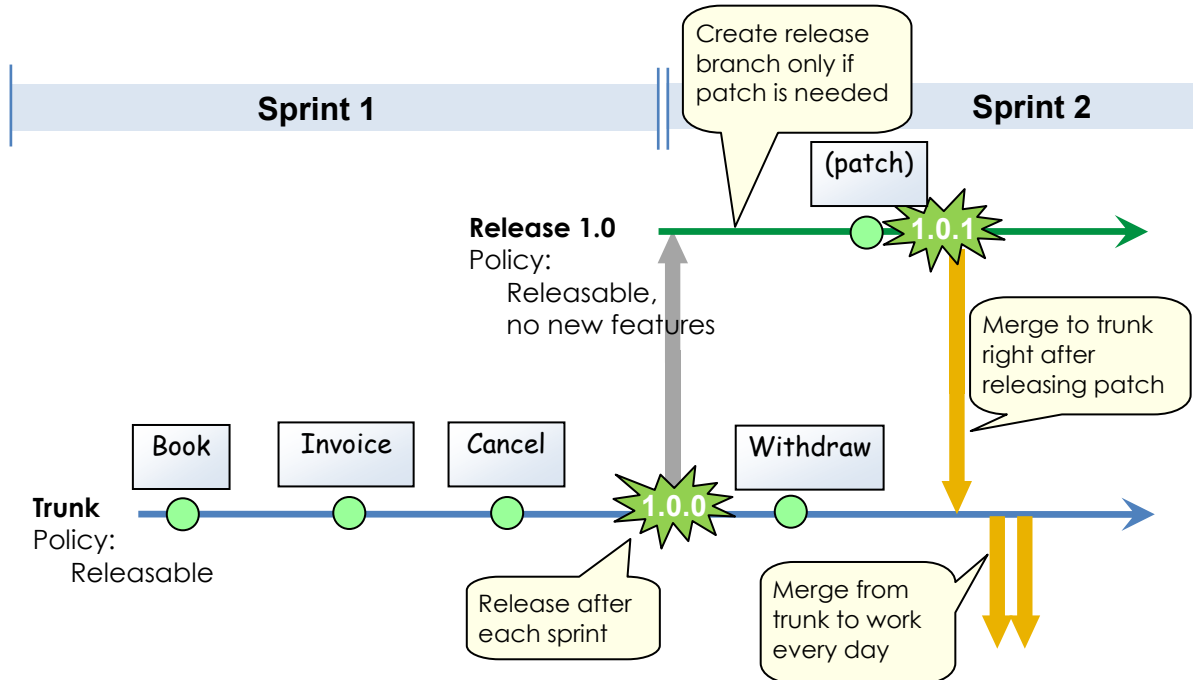 Create release
branch only if
patch is needed
Sprint 1
Sprint 2
(patch)
Release 1.0
1.0.1
Policy:
Releasable,
no new features
Merge to trunk
right after
releasing patch
Book
Invoice
Cancel
Withdraw
Trunk
1.0.0
Policy:
Releasable
Release after
each sprint
Merge from
trunk to work
every day